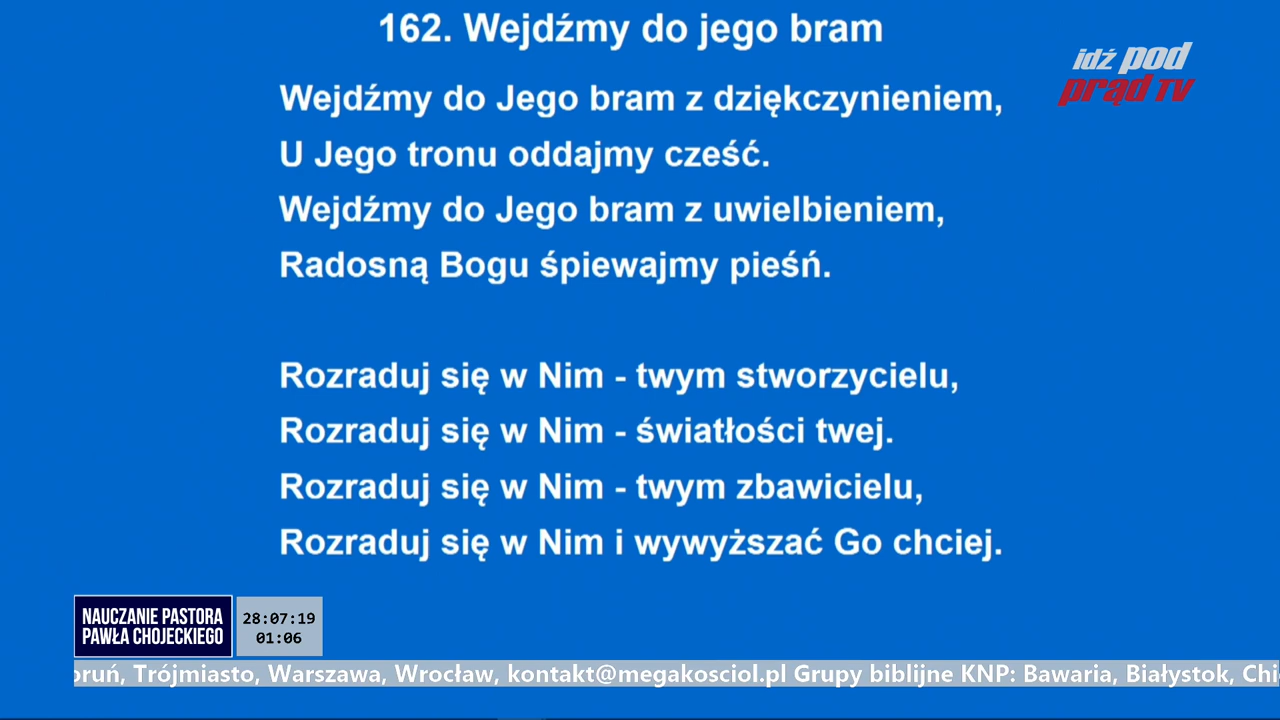 162. Wejdźmy do jego bram
idź pod
prąd TV
Wejdźmy do Jego bram z dziękczynieniem,
U Jego tronu oddajmy cześć.
Wejdźmy do Jego bram z uwielbieniem,
Radosną Bogu śpiewajmy pieśń.
Rozraduj się w Nim - twym stworzycielu,
Rozraduj się w Nim - światłości twej.
Rozraduj się w Nim - twym zbawicielu,
Rozraduj się w Nim i wywyższać Go chciej.
NAUCZANIE PASTORA
PAWŁA CHOJECKIEGO
28:07:19
01:06
oruń, Trójmiasto, Warszawa, Wrocław, kontakt@megakosciol.pl Grupy biblijne KNP: Bawaria, Białystok, Chi